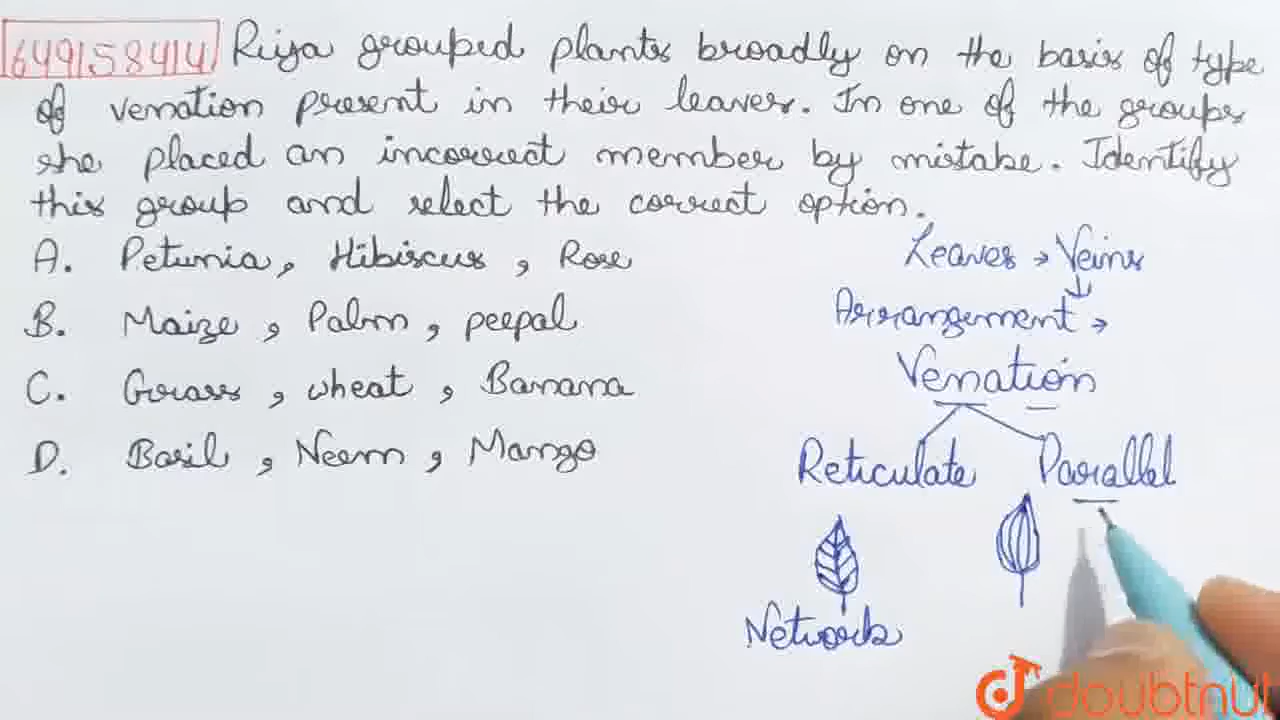 649158414 Riya grouped plants broadly on the basis of type
of venation present in their leaves. In one of the groups
she placed an incorrect member by mistake. Identify
this group and select the correct option.
A. Petunia, Hibiscus, Rose
B. Maize, Palm, peepal
C. Grass, wheat, Banana
D. Basil, Neem, Mango
Leaves → Veins
↓
Arrangement →
Venation
Reticulate Parallel
Network
doubtnut